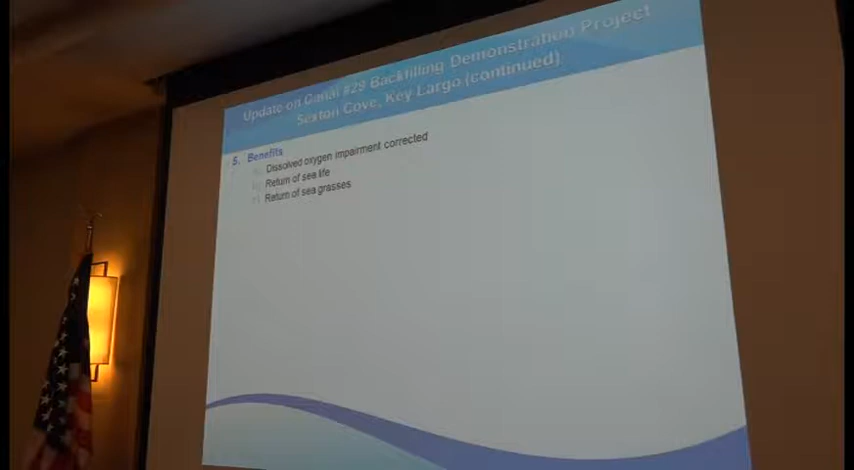 Update on Canal #29 Backfilling Demonstration Project
Sexton Cove, Key Largo (continued)
5. Benefits
Dissolved oxygen impairment corrected
Return of sea life
Return of sea grasses